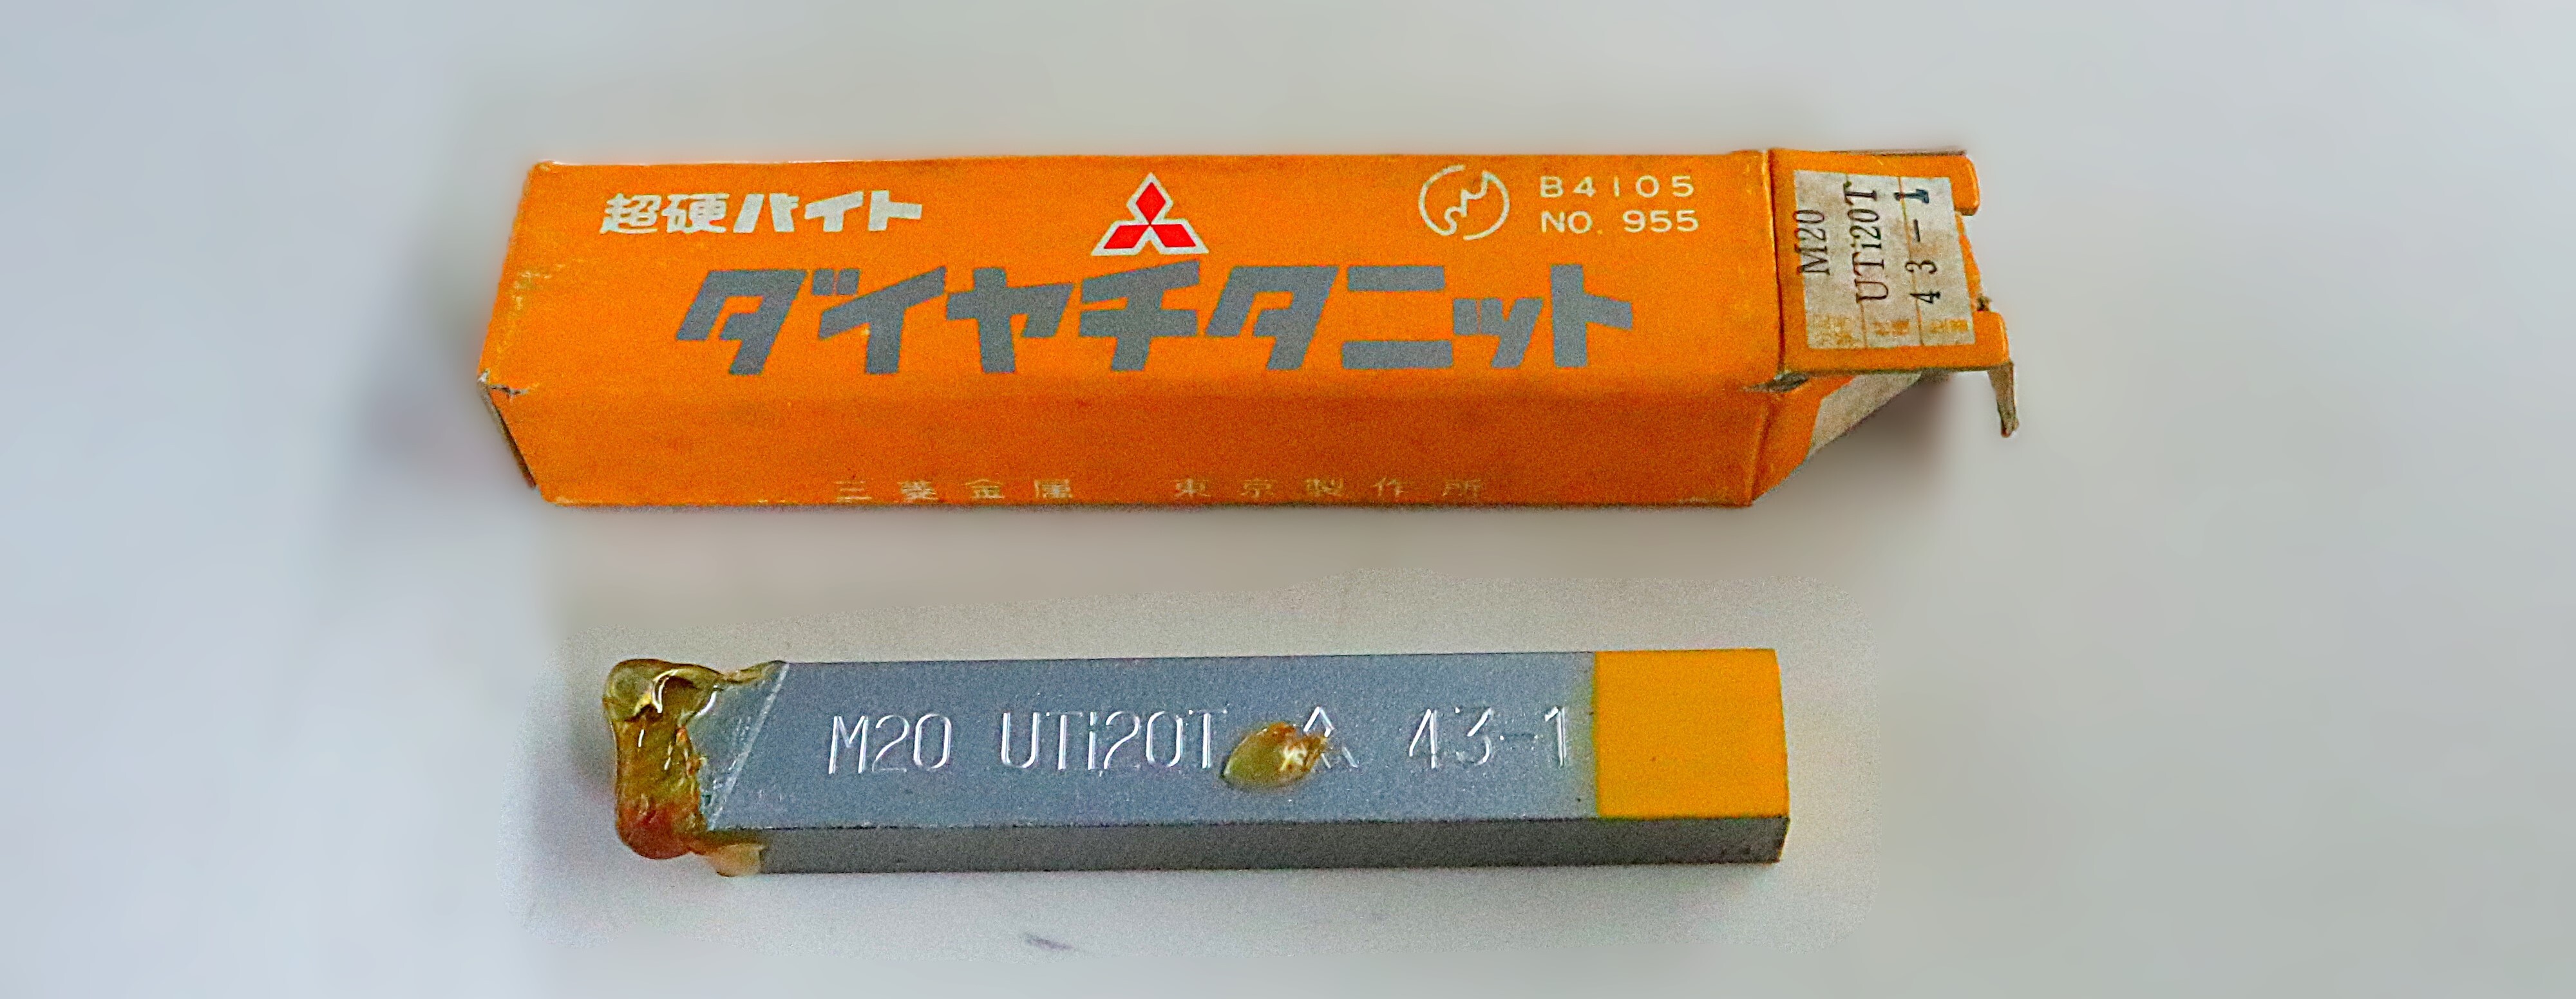 超硬バイト
B4105
NO. 955
ダイヤチタニット
三菱金属 東京製作所
M20
UTi20T
43-1
M20 UTi20T 43-1